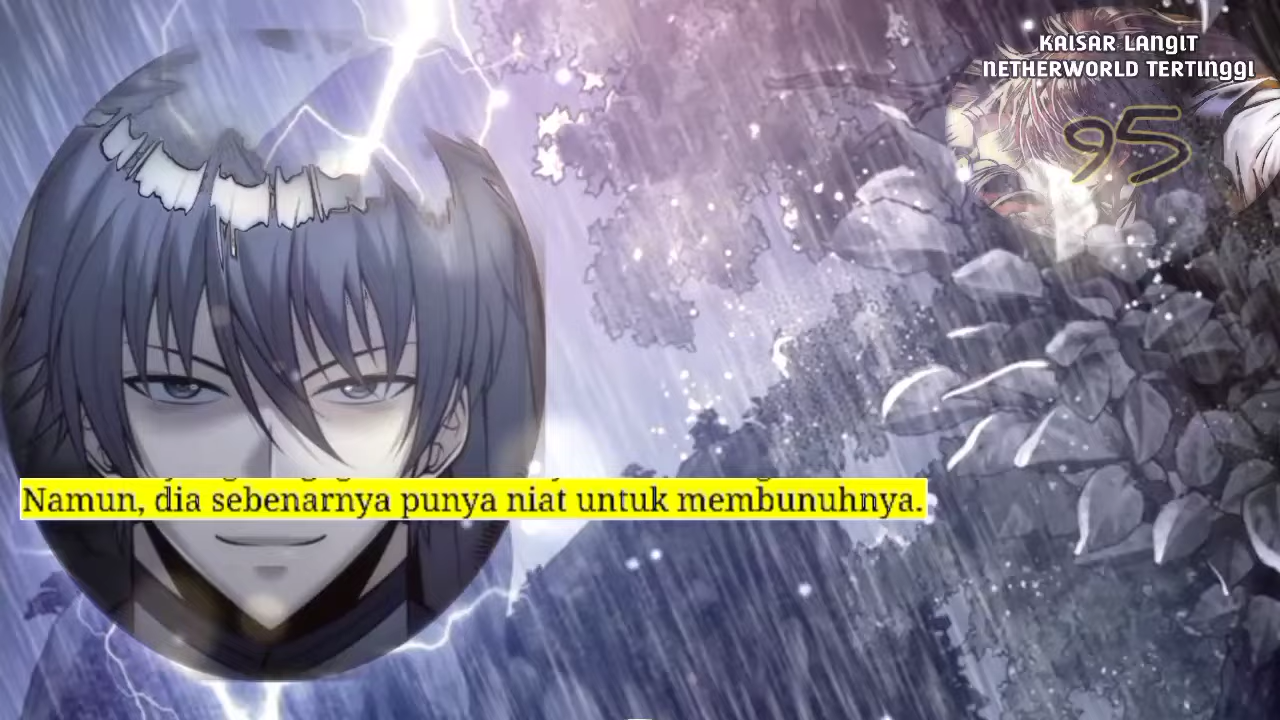 KAISAR LANGIT
NETHERWORLD TERTINGGI
95
Namun, dia sebenarnya punya niat untuk membunuhnya.